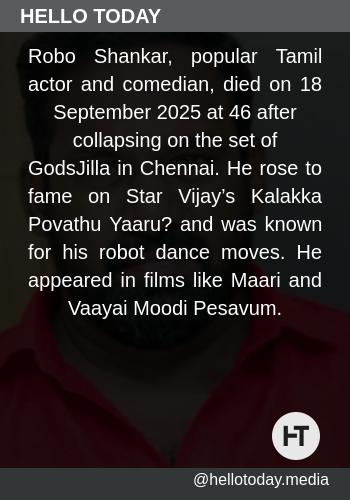 HELLO TODAY
Robo Shankar, popular Tamil
actor and comedian, died on 18
September 2025 at 46 after
collapsing on the set of
GodsJilla in Chennai. He rose to
fame on Star Vijay’s Kalakka
Povathu Yaaru? and was known
for his robot dance moves. He
appeared in films like Maari and
Vaayai Moodi Pesavum.
HT
@hellotoday.media